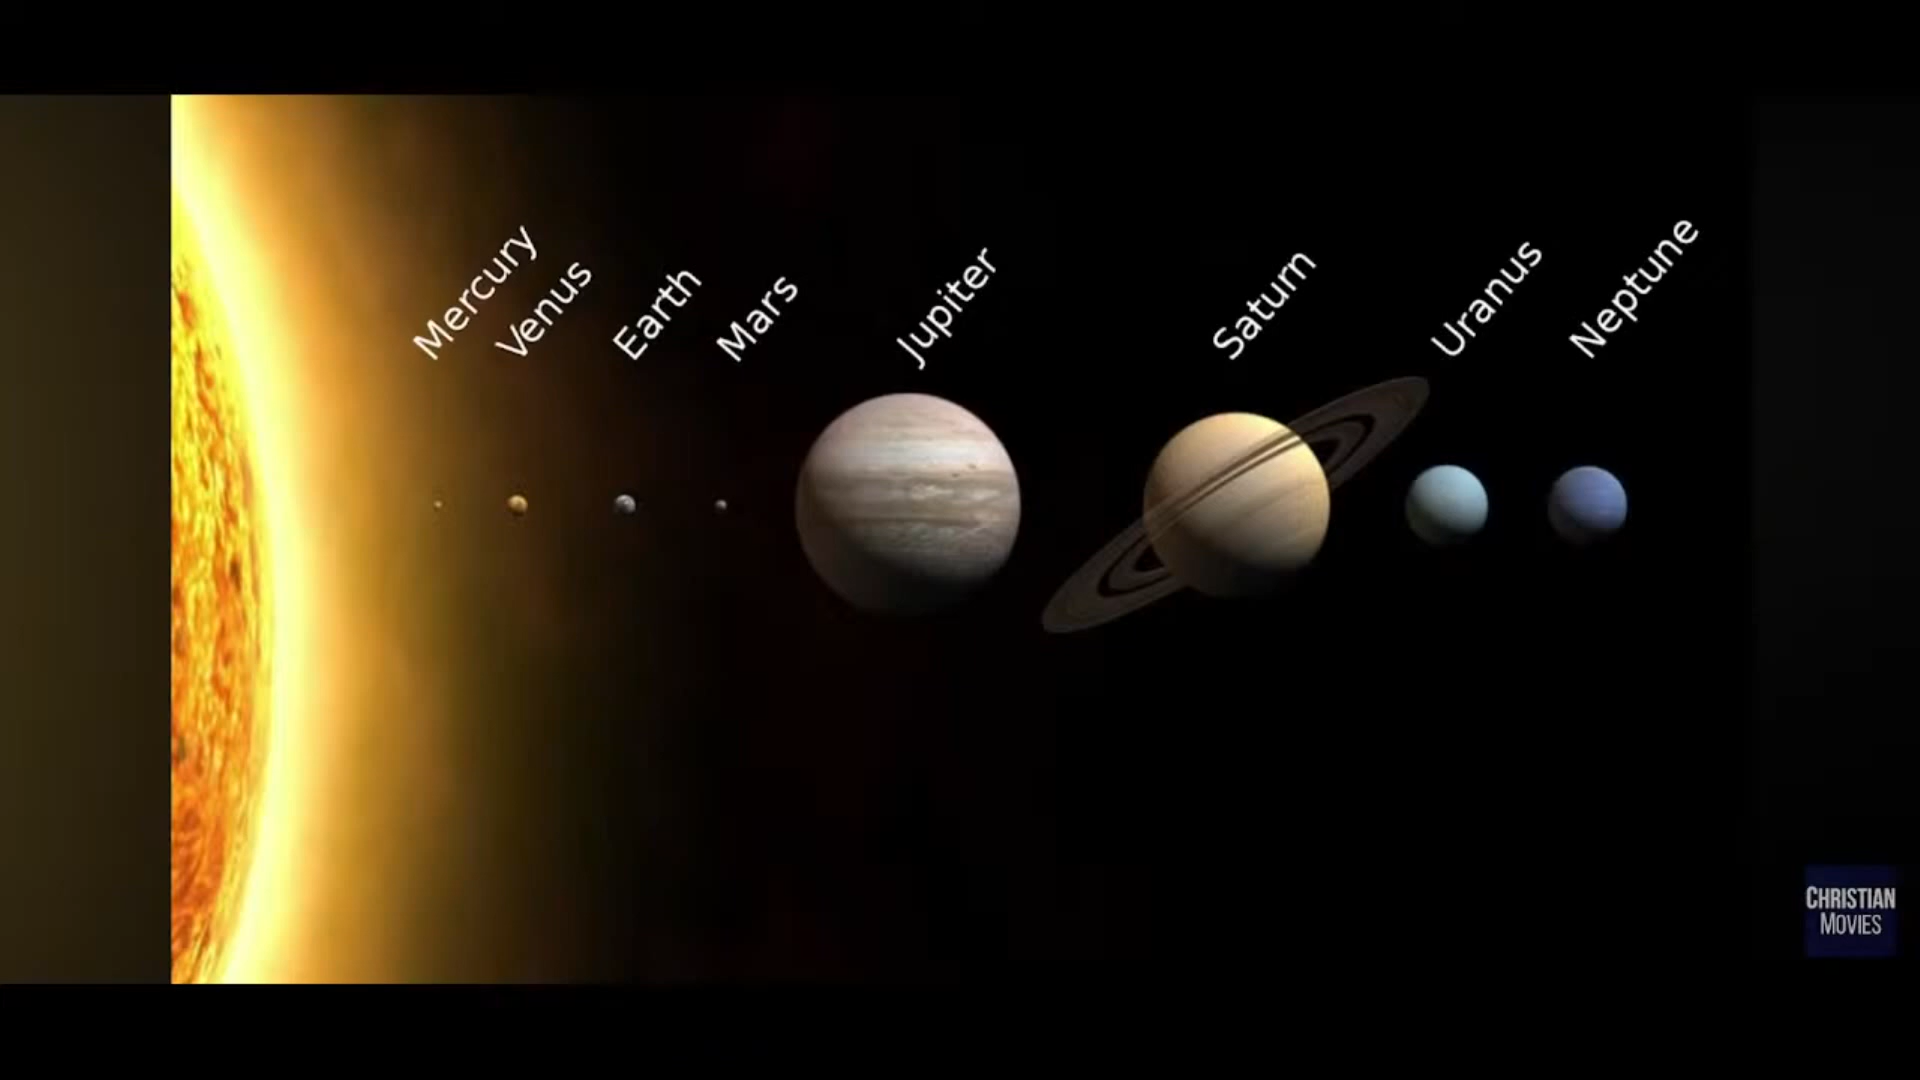 Mercury
Venus
Earth
Mars
Jupiter
Saturn
Uranus
Neptune
CHRISTIAN
MOVIES